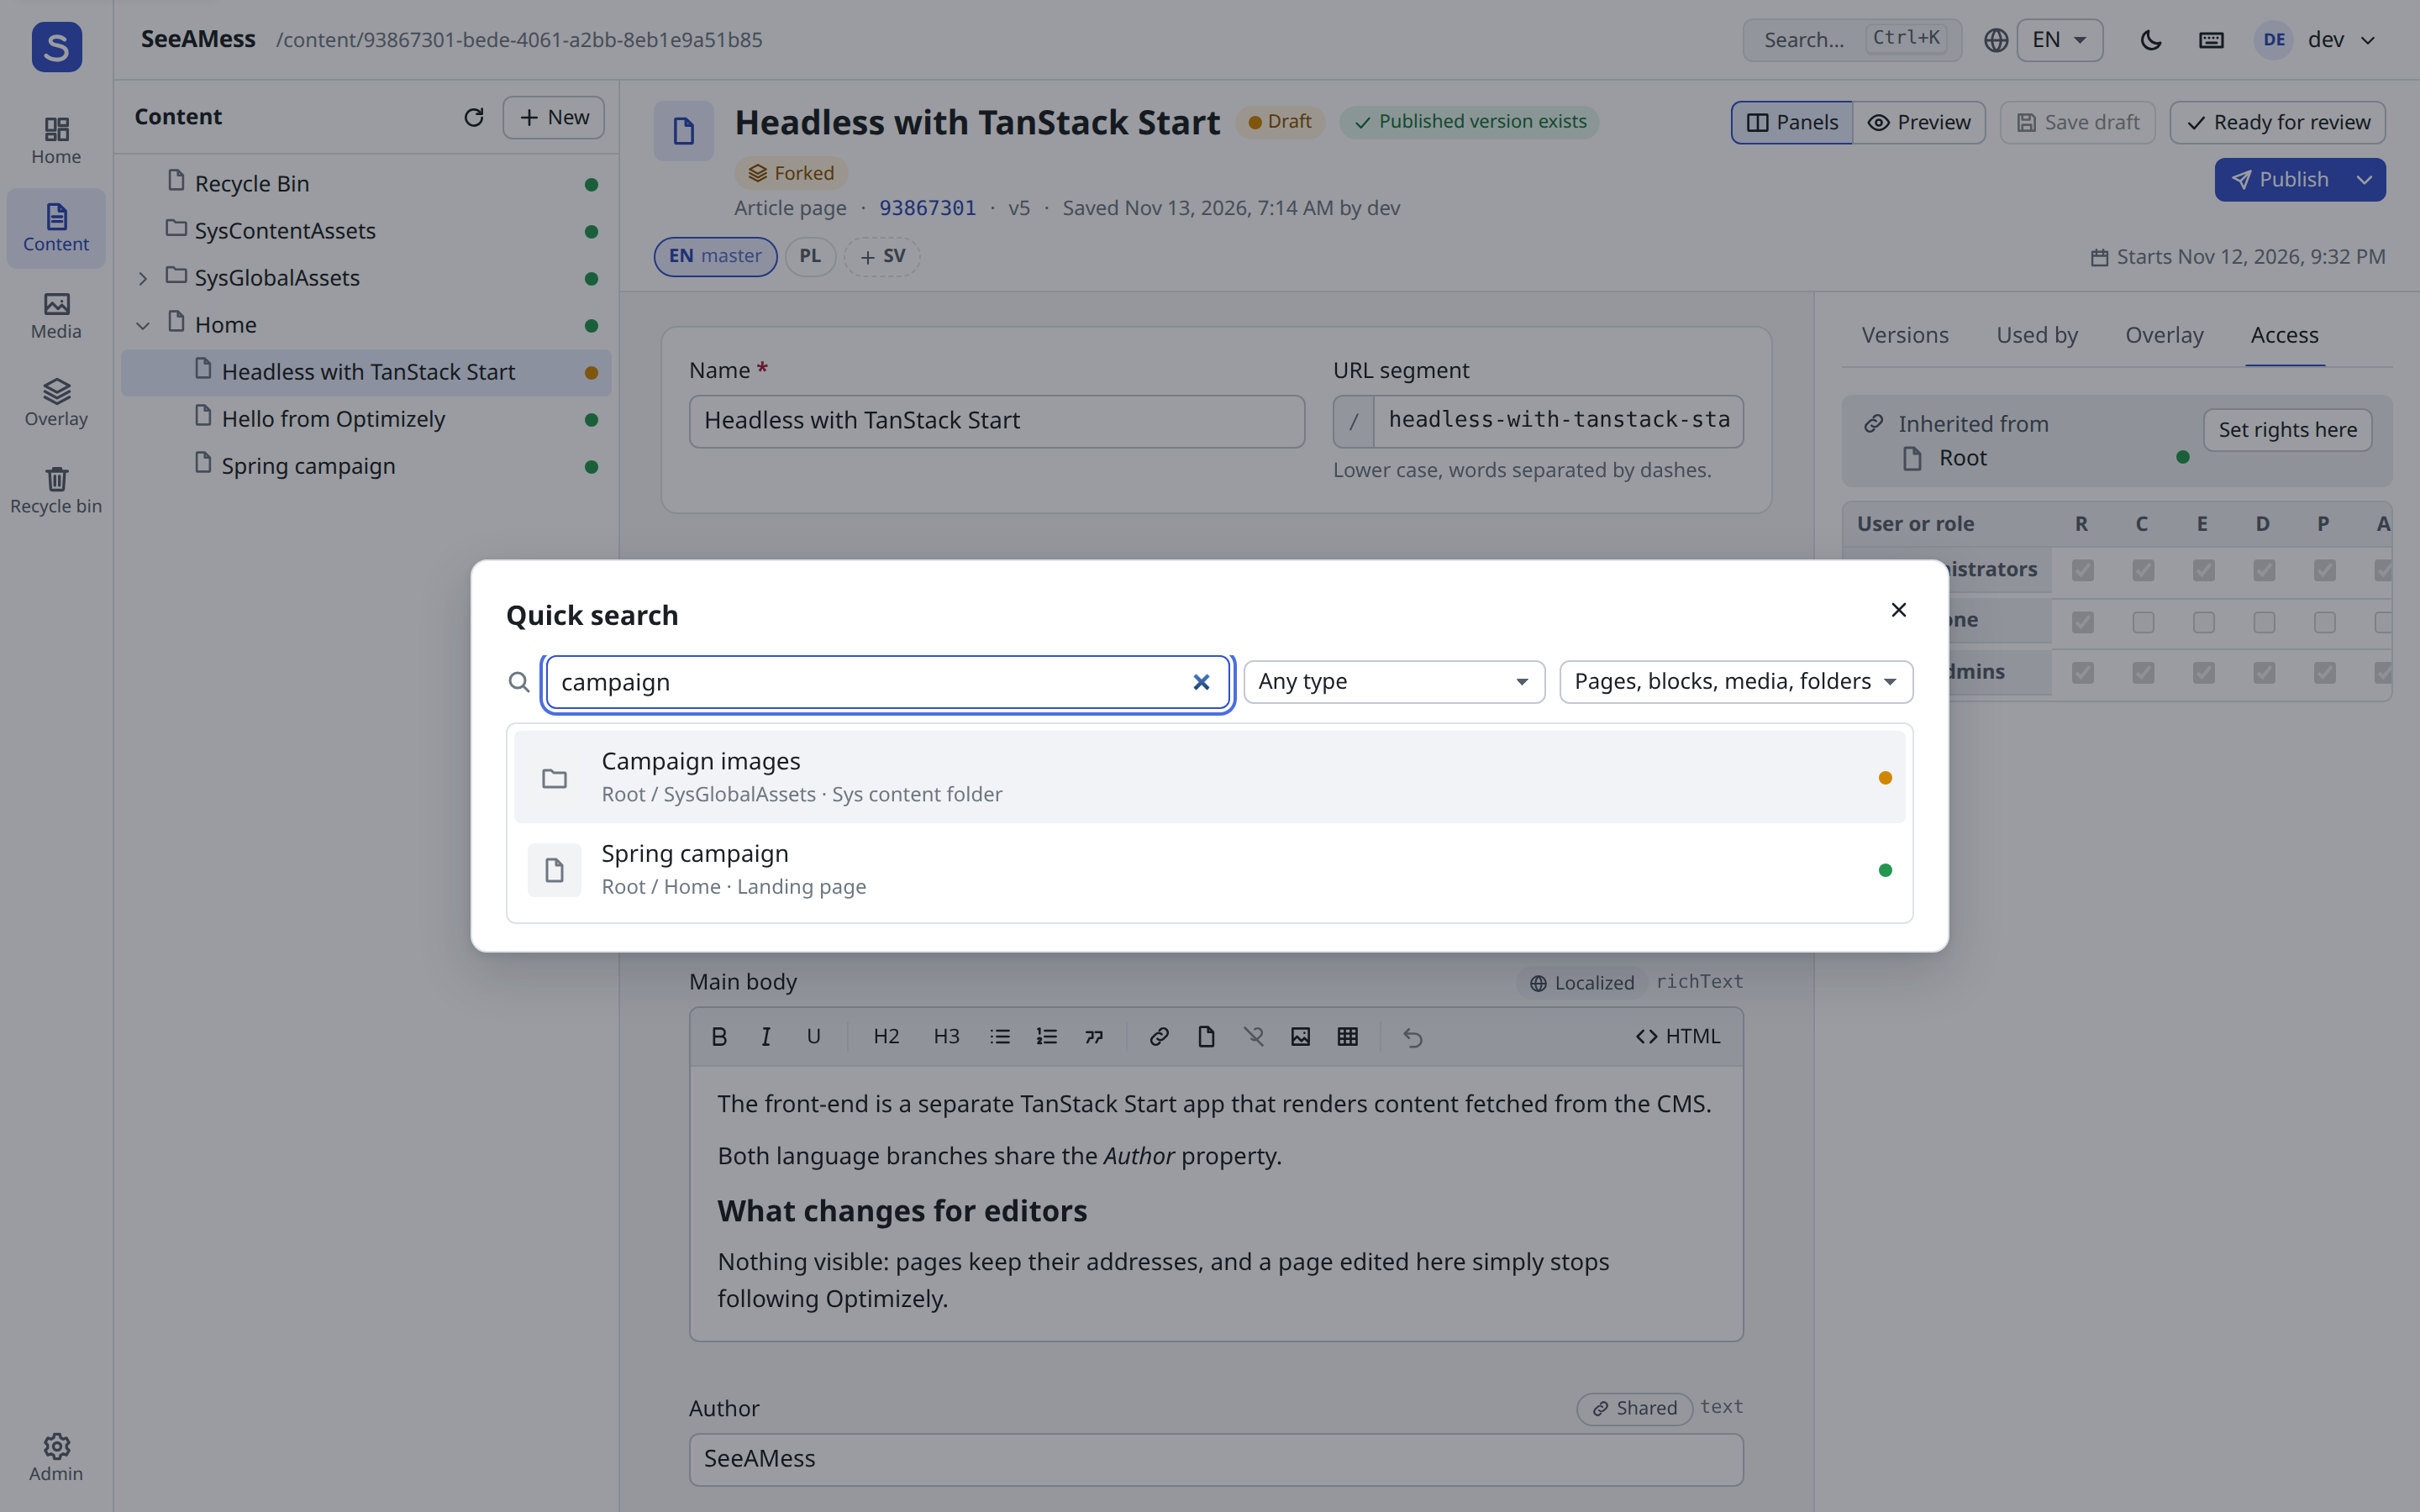 SeeAMess /content/93867301-bede-4061-a2bb-8eb1e9a51b85 Search... Ctrl+K EN DE dev
Home
Content
Media
Overlay
Recycle bin
Admin
Content New
Recycle Bin
SysContentAssets
SysGlobalAssets
Home
Headless with TanStack Start
Hello from Optimizely
Spring campaign
Headless with TanStack Start Draft Published version exists
Forked
Article page · 93867301 · v5 · Saved Nov 13, 2026, 7:14 AM by dev
Panels Preview Save draft Ready for review
Publish
EN master PL + SV
Starts Nov 12, 2026, 9:32 PM
Name * URL segment
Headless with TanStack Start / headless-with-tanstack-sta
Lower case, words separated by dashes.
Versions Used by Overlay Access
Inherited from
Root
Set rights here
User or role R C E D P A
istrators
one
dmins
Quick search
campaign Any type Pages, blocks, media, folders
Campaign images
Root / SysGlobalAssets · Sys content folder
Spring campaign
Root / Home · Landing page
Main body Localized richText
B I U H2 H3 HTML
The front-end is a separate TanStack Start app that renders content fetched from the CMS.
Both language branches share the Author property.
What changes for editors
Nothing visible: pages keep their addresses, and a page edited here simply stops
following Optimizely.
Author Shared text
SeeAMess